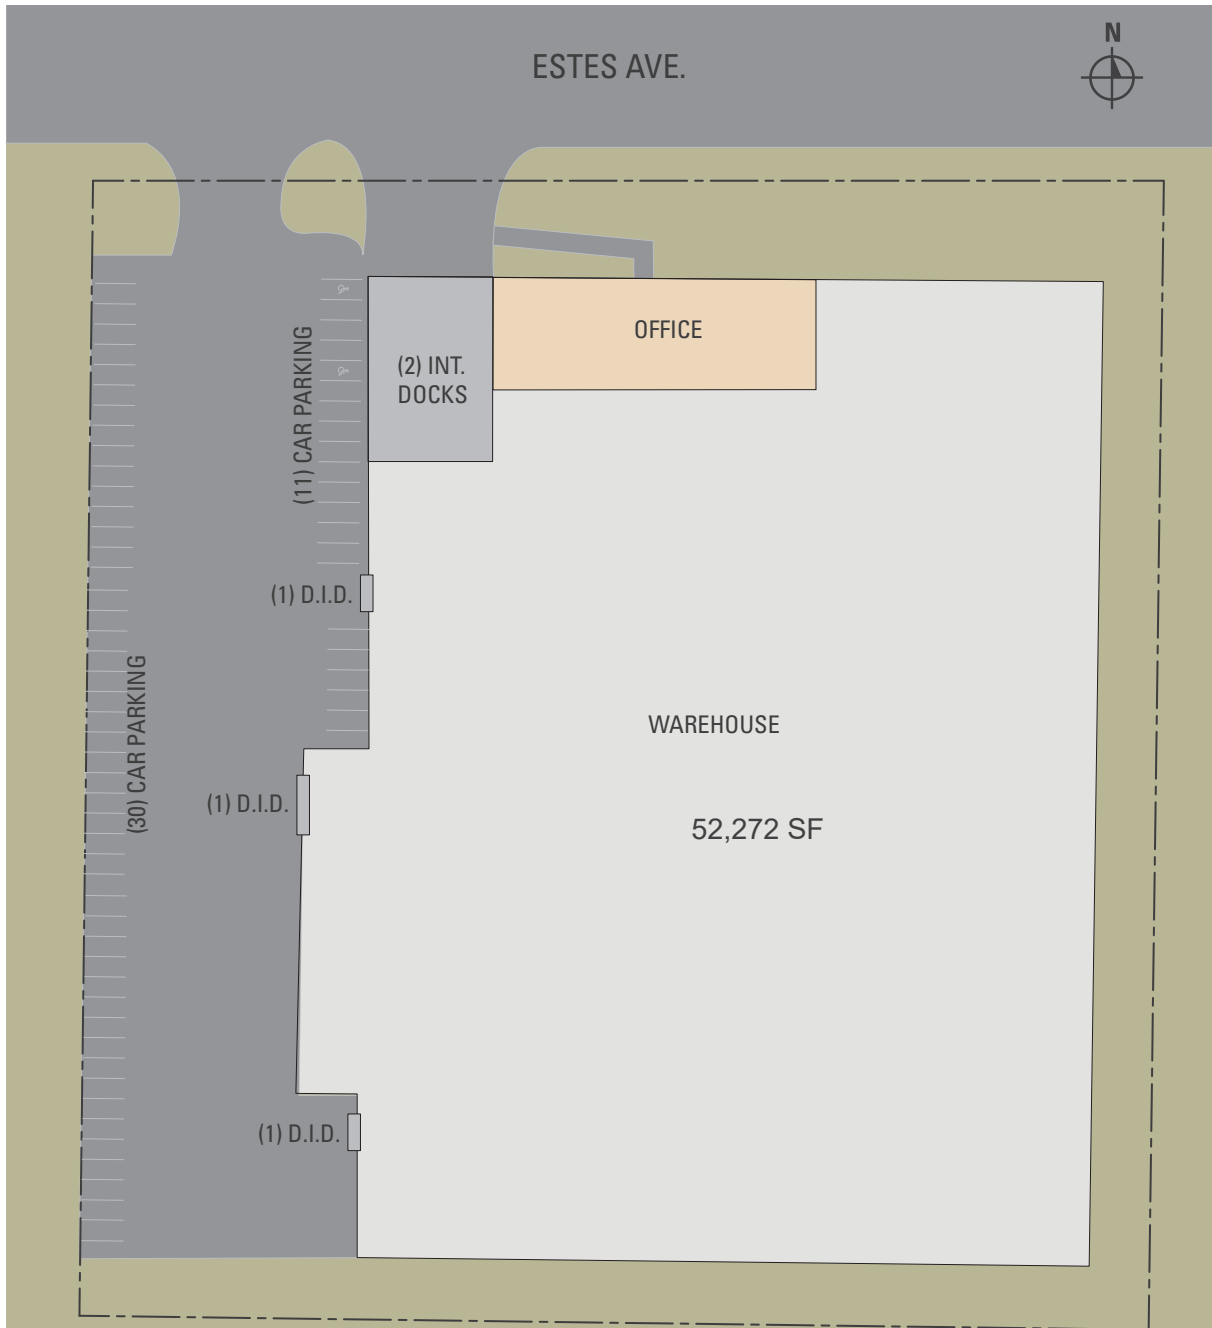 N
ESTES AVE.
OFFICE
(2) INT.
DOCKS
(11) CAR PARKING
(1) D.I.D.
WAREHOUSE
(30) CAR PARKING
(1) D.I.D.
52,272 SF
(1) D.I.D.